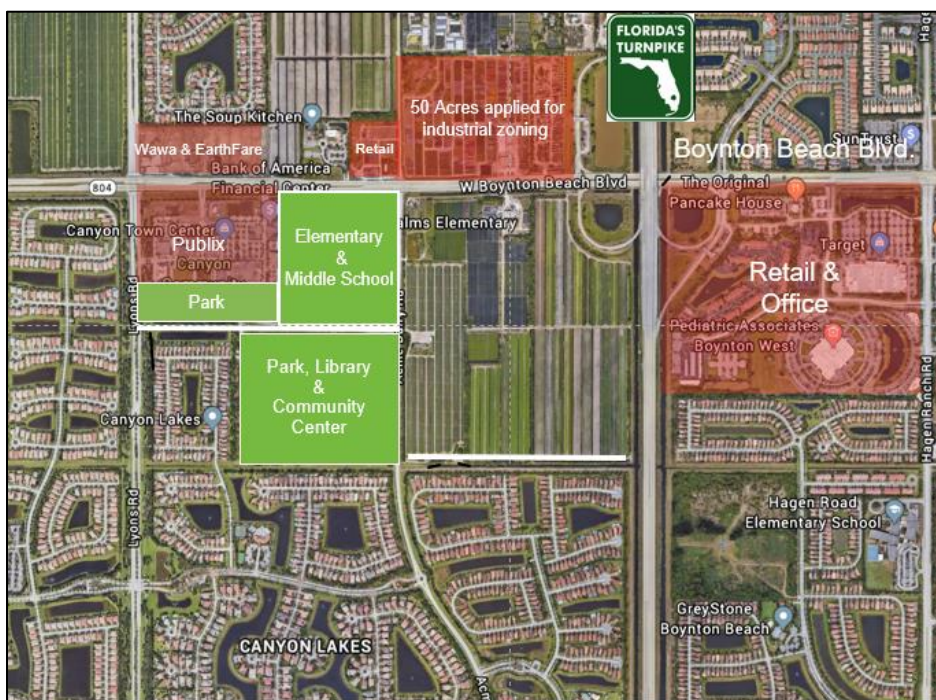 FLORIDA'S
TURNPIKE
50 Acres applied for
industrial zoning
The Soup Kitchen
Wawa & EarthFare
Retail
SunTrust
Boynton Beach Blvd.
Bank of America
Financial Center
804
W Boynton Beach Blvd
The Original
Pancake House
Canyon Town Center
Publix
Canyon
Elementary
&
Middle School
Palms Elementary
Target
Retail &
Office
Park
Lyons Rd
Pediatric Associates
Boynton West
Park, Library
&
Community
Center
Canyon Lakes
Hagen Ranch Rd
Lyons Rd
Hagen Road
Elementary School
GreyStone
Boynton Beach
CANYON LAKES